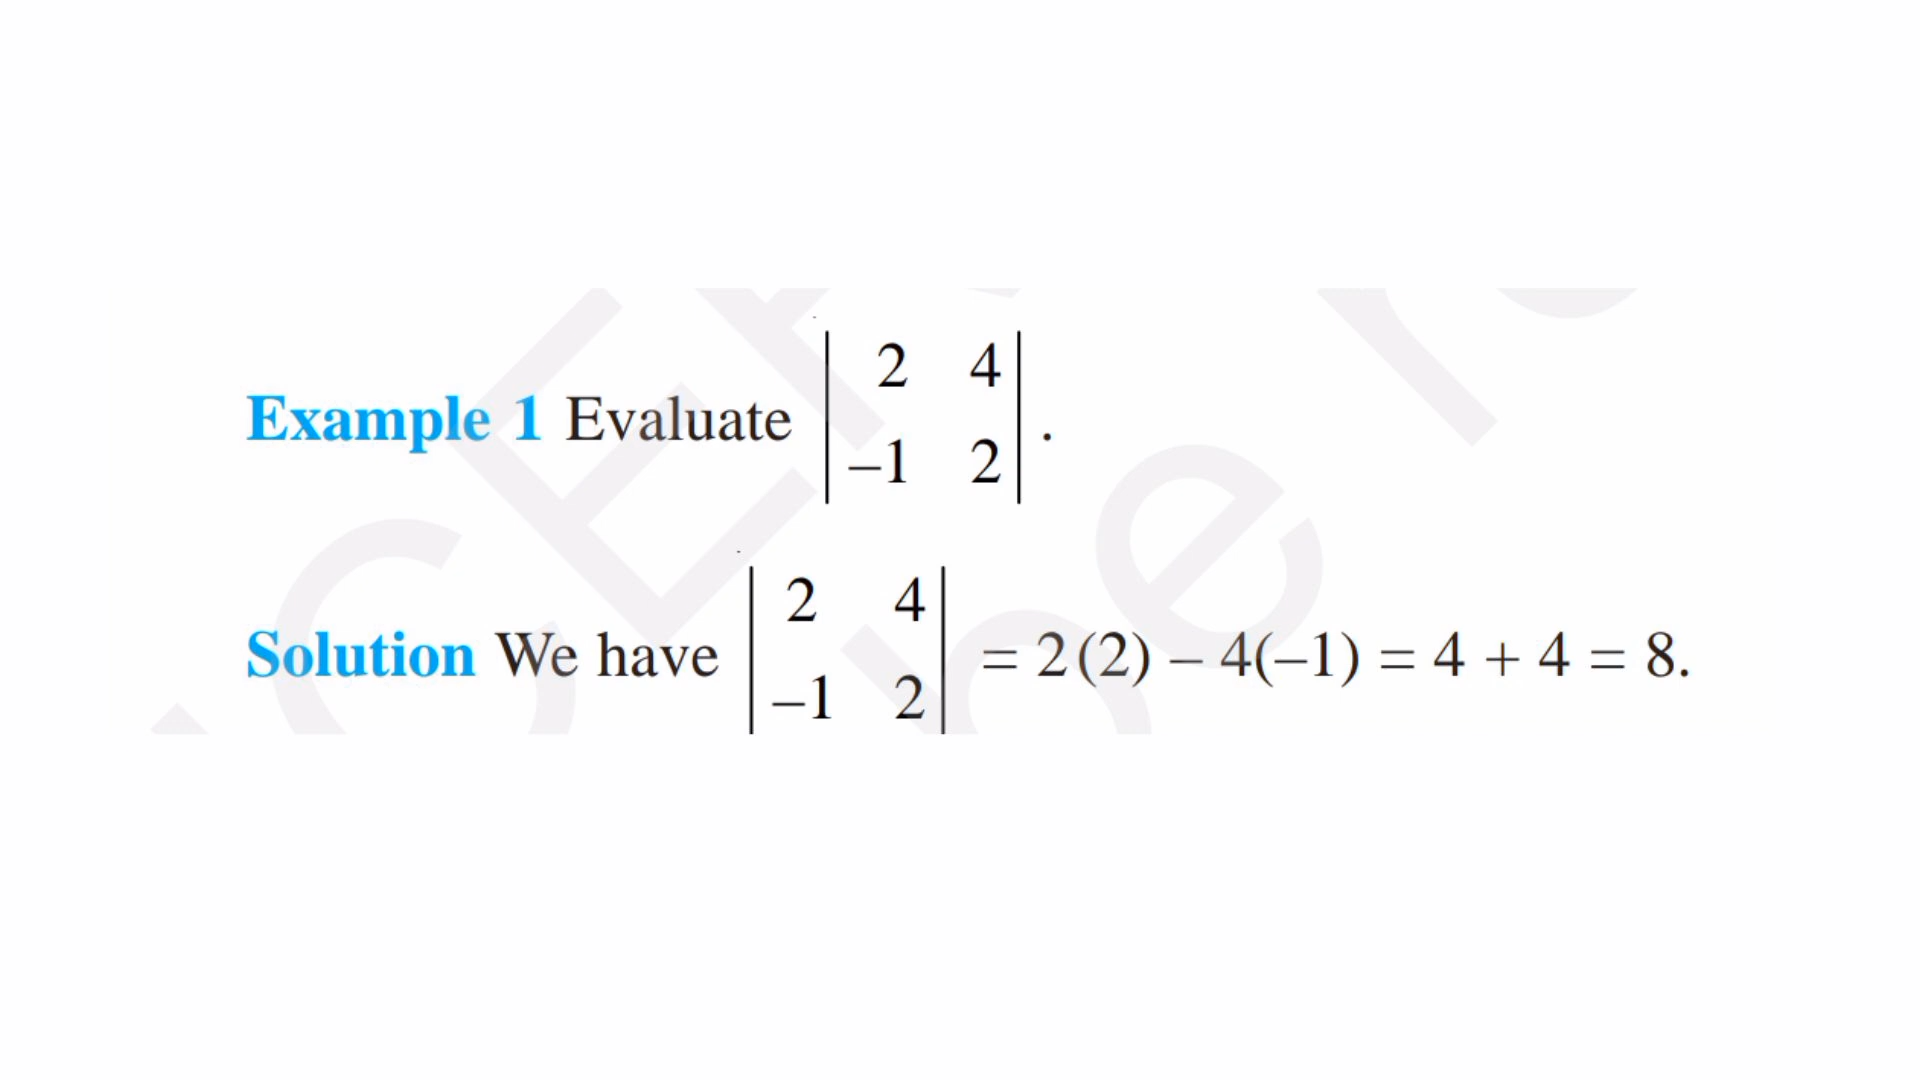 Example 1 Evaluate | 2 4 | .
| –1 2 |
Solution We have | 2 4 | = 2(2) – 4(–1) = 4 + 4 = 8.
| –1 2 |